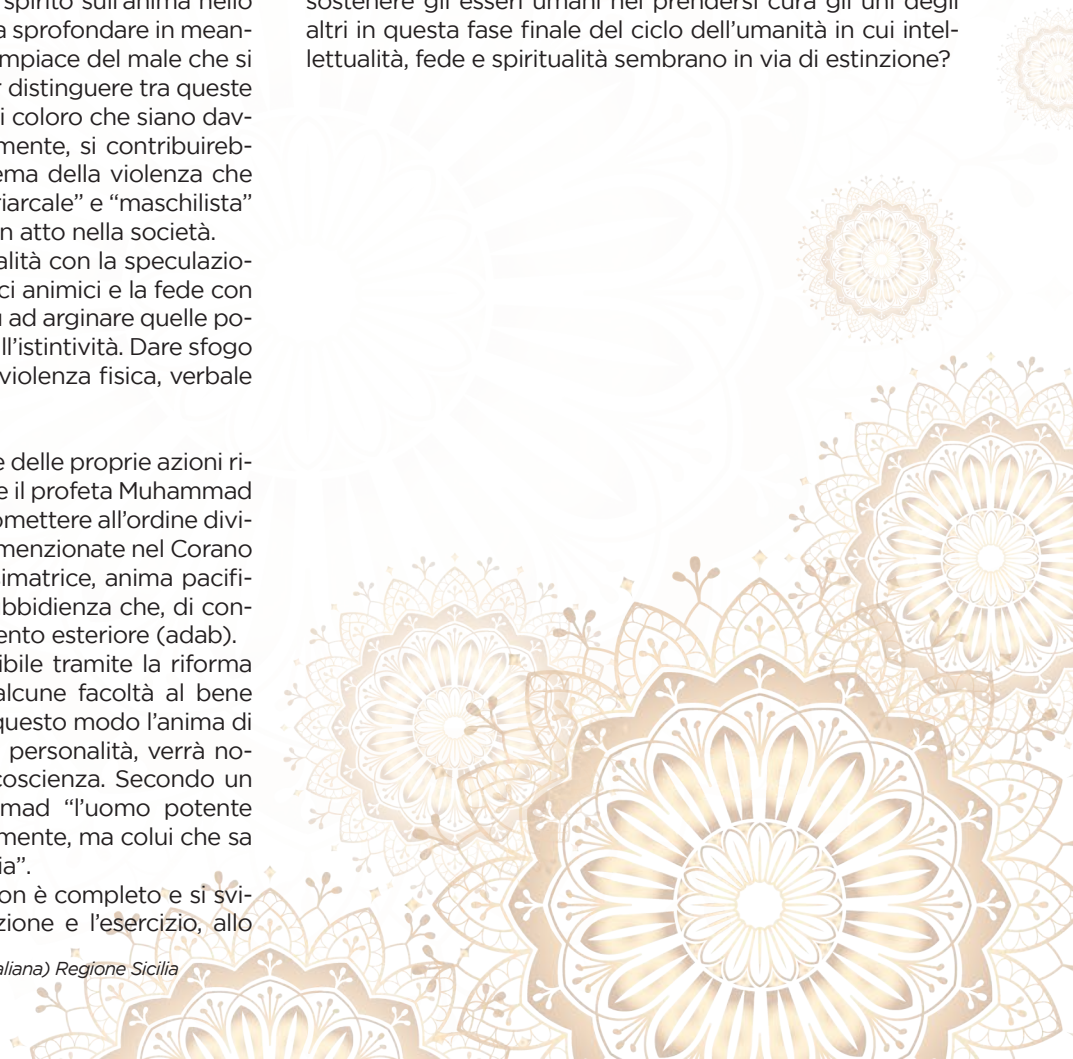 spirito sull'anima nello
a sprofondare in mean-
mpiace del male che si
distinguere tra queste
i coloro che siano dav-
mente, si contribuireb-
ema della violenza che
iarcale” e “maschilista”
n atto nella società.
alità con la speculazio-
ci animici e la fede con
ad arginare quelle po-
ll'istintività. Dare sfogo
violenza fisica, verbale
e delle proprie azioni ri-
e il profeta Muhammad
omettere all'ordine divi-
menzionate nel Corano
imatrice, anima pacifi-
bbidienza che, di con-
ento esteriore (adab).
ibile tramite la riforma
alcune facoltà al bene
questo modo l'anima di
personalità, verrà no-
coscienza. Secondo un
mad “l'uomo potente
mente, ma colui che sa
ia”.
on è completo e si svi-
zione e l'esercizio, allo
aliana) Regione Sicilia
sostenere gli esseri umani nel prendersi cura gli uni degli
altri in questa fase finale del ciclo dell'umanità in cui intel-
lettualità, fede e spiritualità sembrano in via di estinzione?